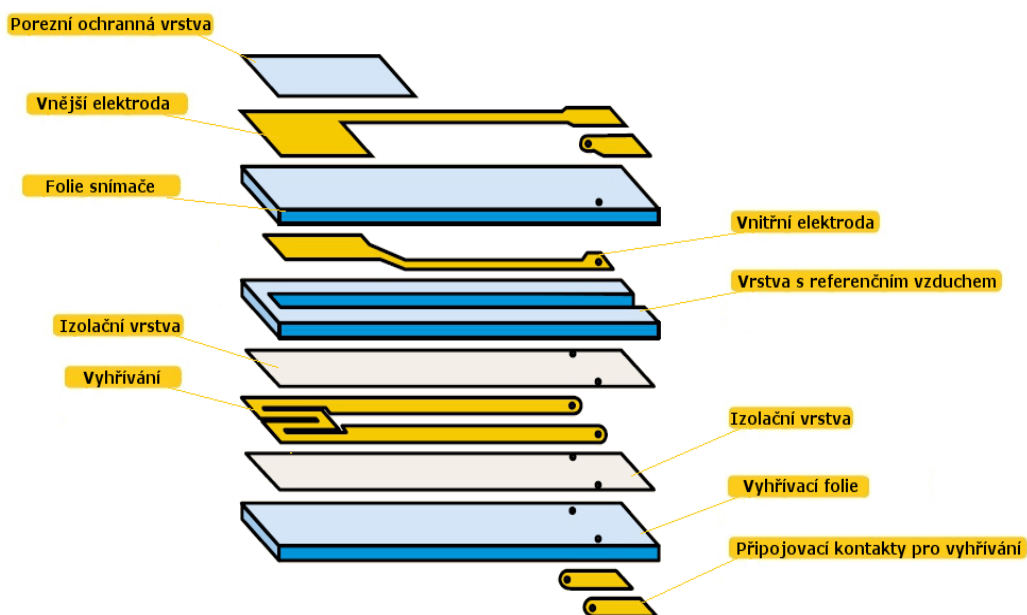 Porezní ochranná vrstva
Vnější elektroda
Folie snímače
Vnitřní elektroda
Vrstva s referenčním vzduchem
Izolační vrstva
Vyhřívání
Izolační vrstva
Vyhřívací folie
Připojovací kontakty pro vyhřívání